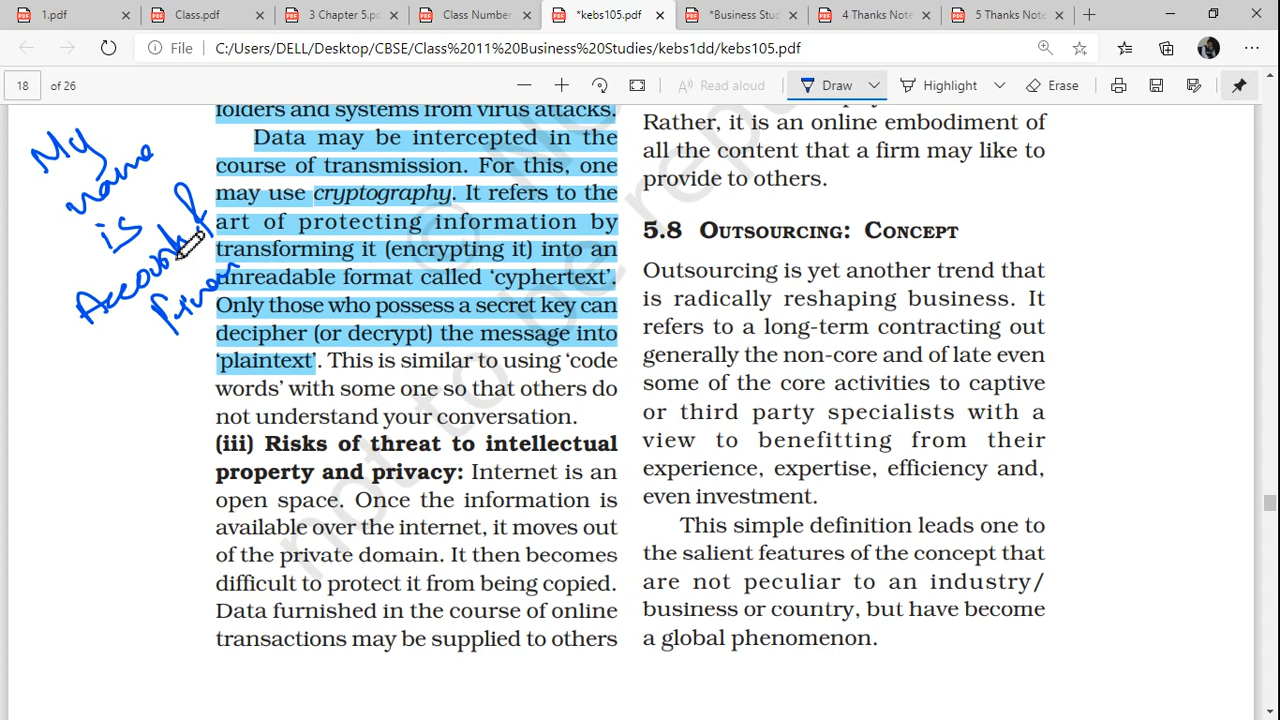 1.pdf
Class.pdf
3 Chapter 5.pd
Class Number
*kebs105.pdf
*Business Stud
4 Thanks Note
5 Thanks Note
File
C:/Users/DELL/Desktop/CBSE/Class%2011%20Business%20Studies/kebs1dd/kebs105.pdf
18 of 26
Read aloud
Draw
Highlight
Erase
My
name
is
Account &
folders and systems from virus attacks.
Data may be intercepted in the
course of transmission. For this, one
may use cryptography. It refers to the
art of protecting information by
transforming it (encrypting it) into an
unreadable format called ‘cyphertext’.
Only those who possess a secret key can
decipher (or decrypt) the message into
‘plaintext’. This is similar to using ‘code
words’ with some one so that others do
not understand your conversation.
(iii) Risks of threat to intellectual
property and privacy: Internet is an
open space. Once the information is
available over the internet, it moves out
of the private domain. It then becomes
difficult to protect it from being copied.
Data furnished in the course of online
transactions may be supplied to others
Rather, it is an online embodiment of
all the content that a firm may like to
provide to others.
5.8 OUTSOURCING: CONCEPT
Outsourcing is yet another trend that
is radically reshaping business. It
refers to a long-term contracting out
generally the non-core and of late even
some of the core activities to captive
or third party specialists with a
view to benefitting from their
experience, expertise, efficiency and,
even investment.
This simple definition leads one to
the salient features of the concept that
are not peculiar to an industry/
business or country, but have become
a global phenomenon.
not to be republ